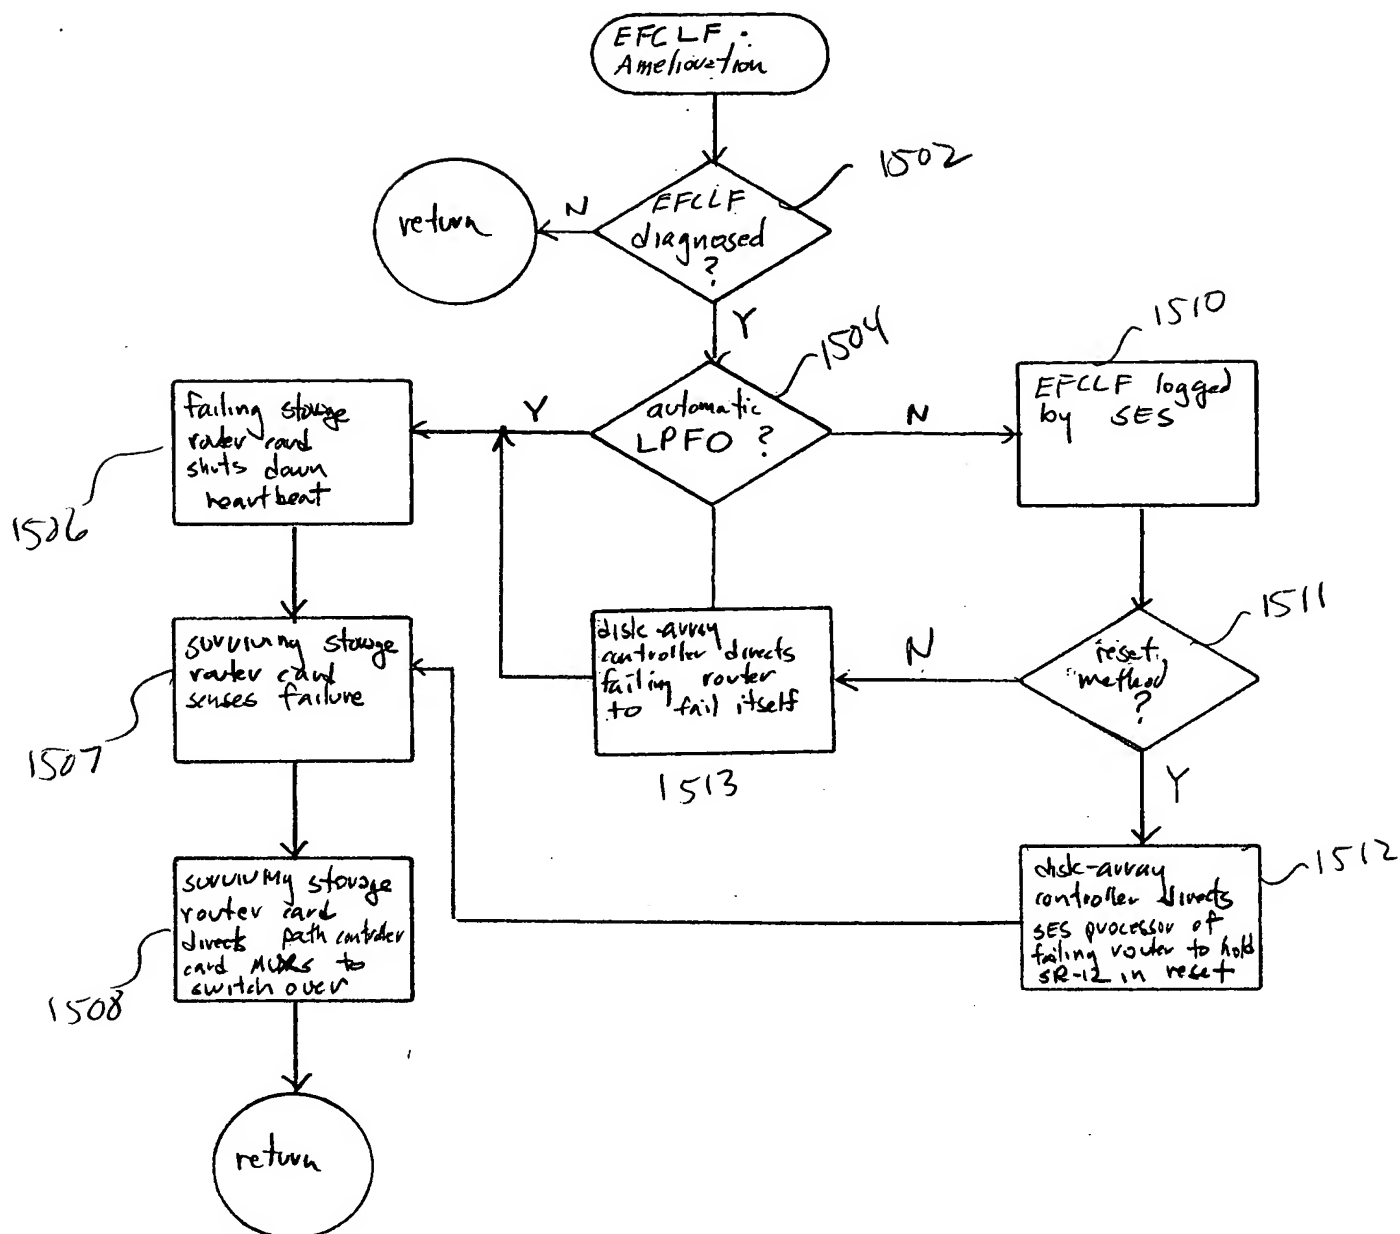 EFCLF .
Amelioration
1502
EFCLF
diagnosed
?
N
return
Y
1504
automatic
LPFO ?
Y
N
1510
EFCLF logged
by SES
failing storage
router card
shuts down
heartbeat
1506
1511
reset
method
?
N
Y
disk-array
controller directs
failing router
to fail itself
1513
surviving storage
router card
senses failure
1507
1512
disk-array
controller directs
SES processor of
failing router to hold
SR-12 in reset
surviving storage
router card
directs path controller
card MUXs to
switch over
1508
return